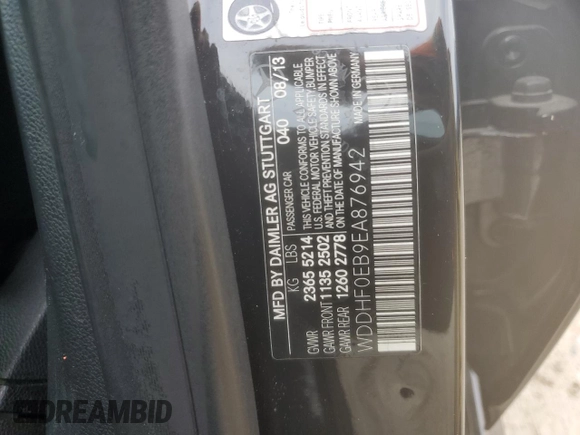 MFD BY DAIMLER AG STUTTGART
PASSENGER CAR 040 08/13
KG LBS
GVWR 2365 5214
GAWR FRONT 1135 2502
GAWR REAR 1260 2778
THIS VEHICLE CONFORMS TO ALL APPLICABLE
U.S. FEDERAL MOTOR VEHICLE SAFETY, BUMPER
AND THEFT PREVENTION STANDARDS IN EFFECT
ON THE DATE OF MANUFACTURE SHOWN ABOVE
WDDHF0EB9EA876942
MADE IN GERMANY
DREAMBID